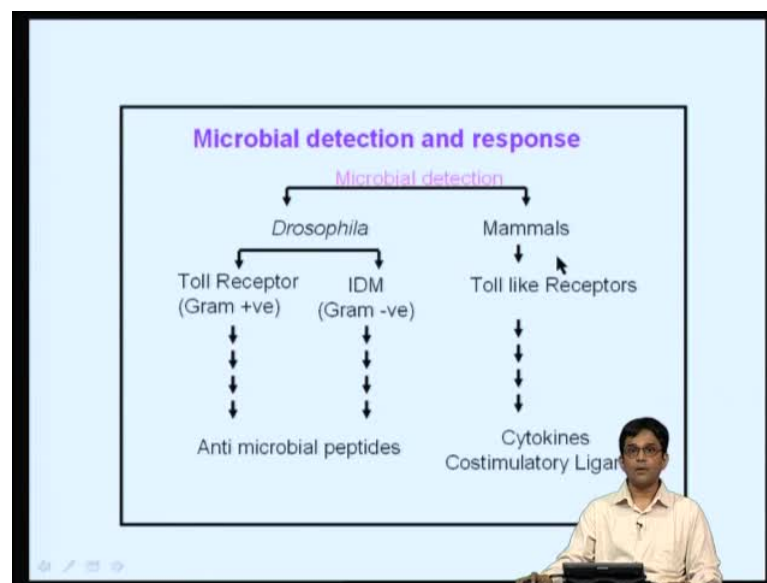 Microbial detection and response
Microbial detection
Drosophila
Mammals
Toll Receptor
(Gram +ve)
IDM
(Gram -ve)
Toll like Receptors
Anti microbial peptides
Cytokines
Costimulatory